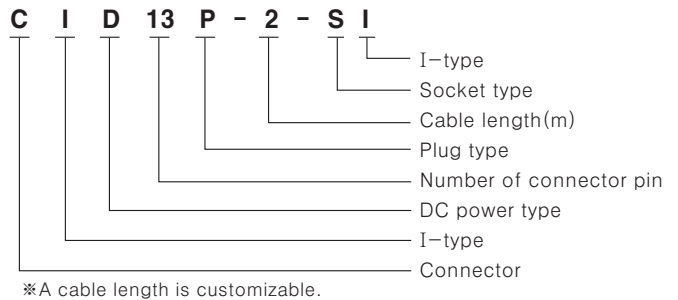 C I D 13 P - 2 - S I
I-type
Socket type
Cable length(m)
Plug type
Number of connector pin
DC power type
I-type
Connector
※A cable length is customizable.